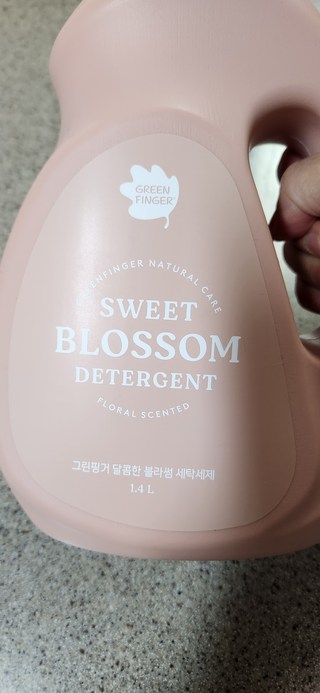 GREEN
FINGER
GREENFINGER NATURAL CARE
SWEET
BLOSSOM
DETERGENT
FLORAL SCENTED
그린핑거 달콤한 블라썸 세탁세제
1.4 L